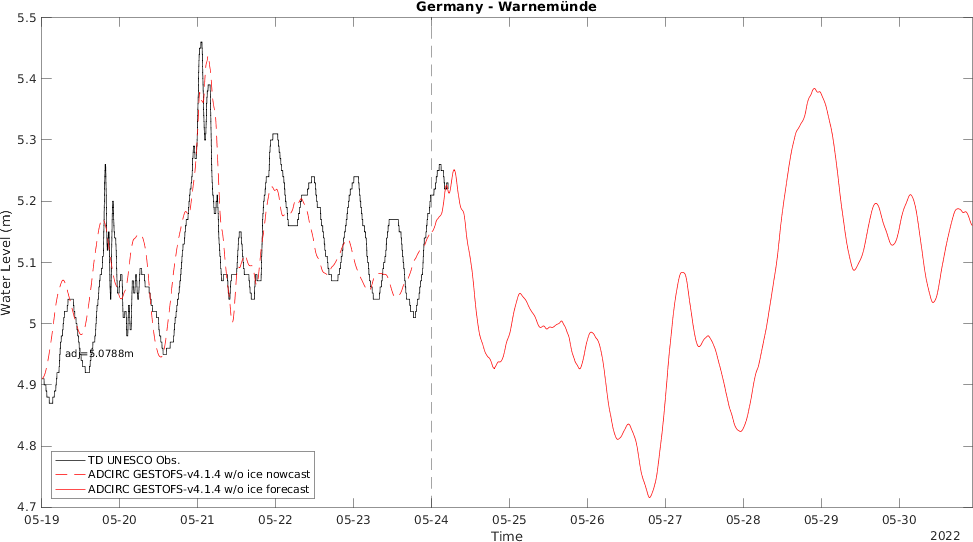 Germany - Warnemünde
Water Level (m)
5.5
5.4
5.3
5.2
5.1
5
4.9
4.8
4.7
adj=5.0788m
TD UNESCO Obs.
ADCIRC GESTOFS-v4.1.4 w/o ice nowcast
ADCIRC GESTOFS-v4.1.4 w/o ice forecast
05-19 05-20 05-21 05-22 05-23 05-24 05-25 05-26 05-27 05-28 05-29 05-30
Time
2022